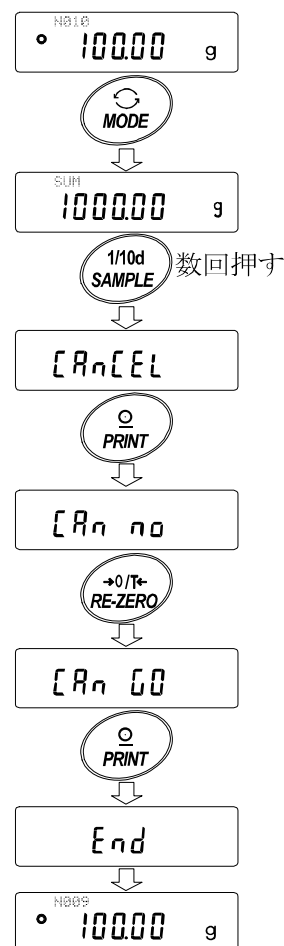 N010
100.00 g
MODE
SUM
1000.00 g
1/10d
SAMPLE
数回押す
CAnCEL
PRINT
CAn no
→0/T←
RE-ZERO
CAn GO
PRINT
End
N009
100.00 g